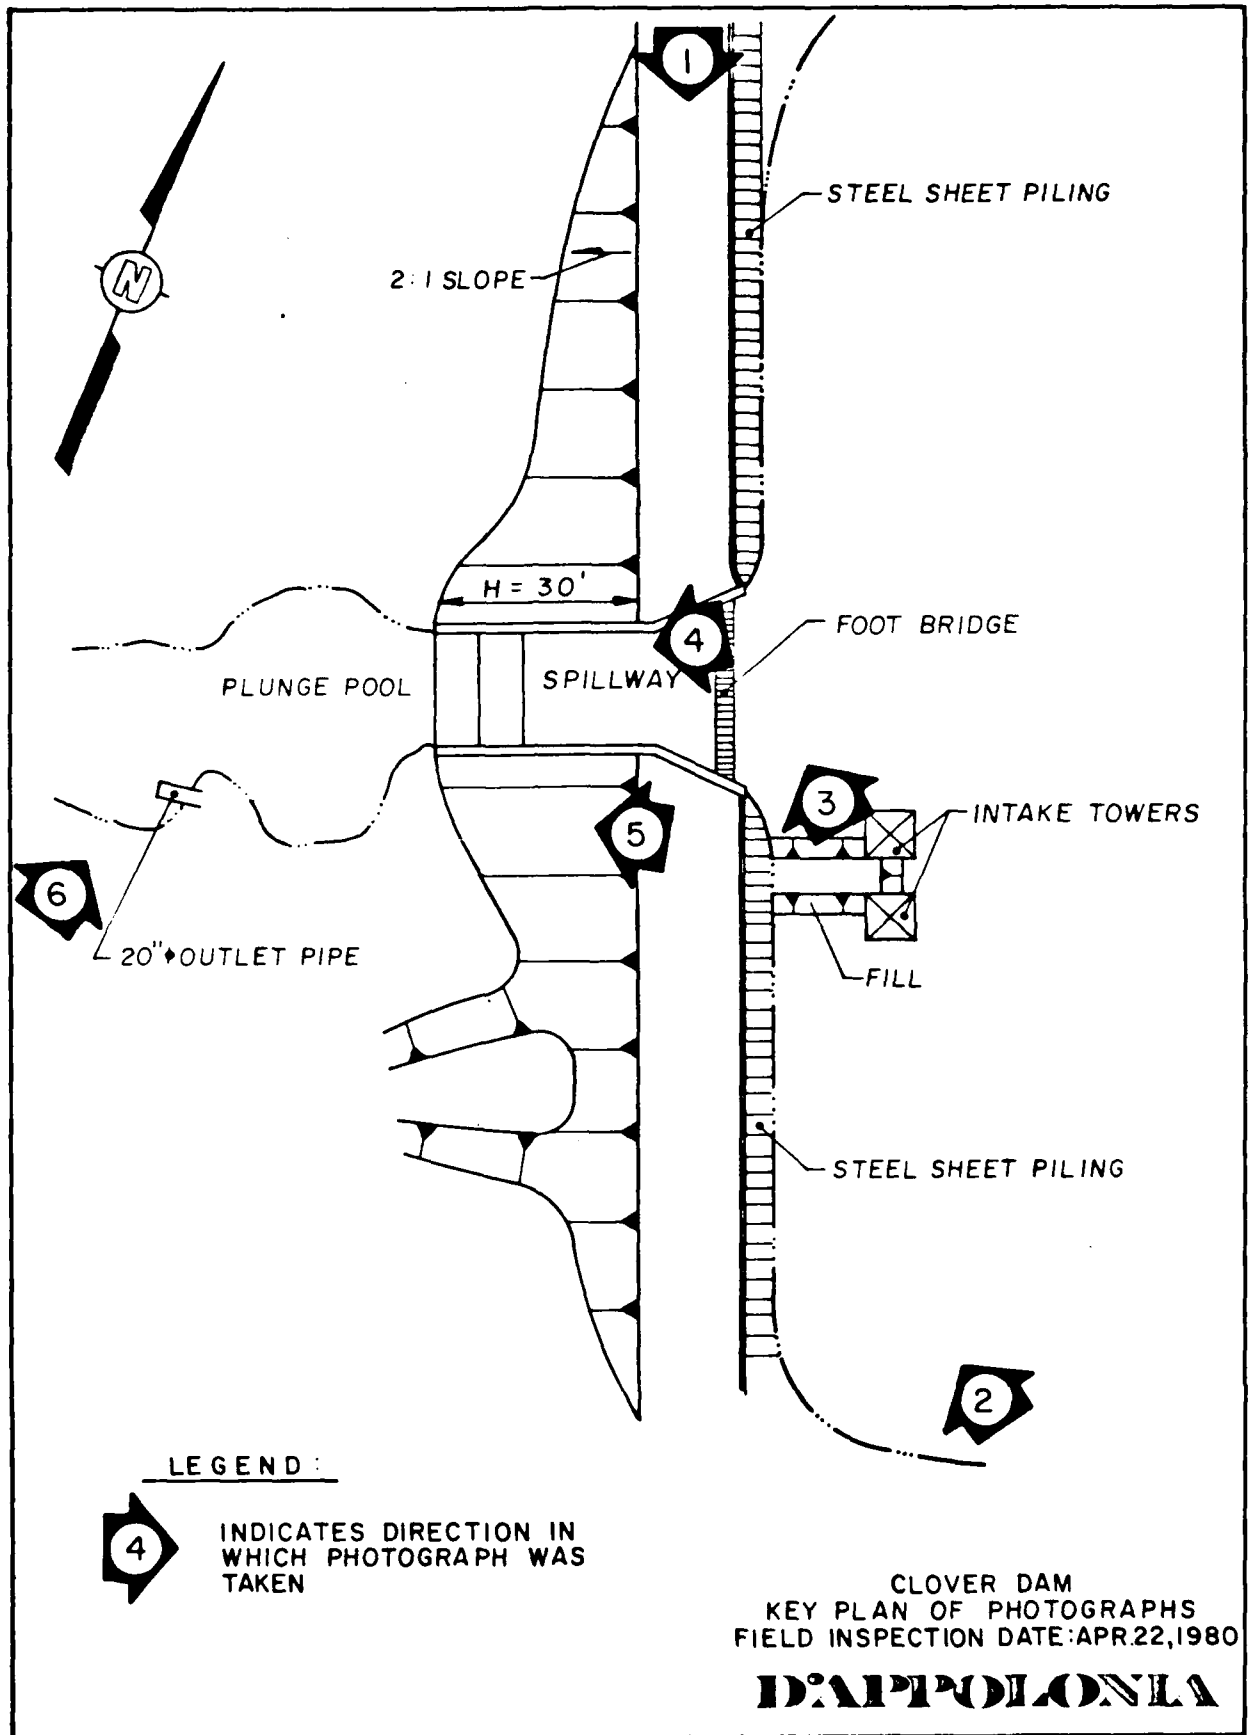 1
STEEL SHEET PILING
2:1 SLOPE
N
H = 30'
4
FOOT BRIDGE
PLUNGE POOL
SPILLWAY
3
INTAKE TOWERS
5
6
20"ϕ OUTLET PIPE
FILL
STEEL SHEET PILING
2
LEGEND :
4
INDICATES DIRECTION IN
WHICH PHOTOGRAPH WAS
TAKEN
CLOVER DAM
KEY PLAN OF PHOTOGRAPHS
FIELD INSPECTION DATE:APR.22,1980
D'APPOLONIA